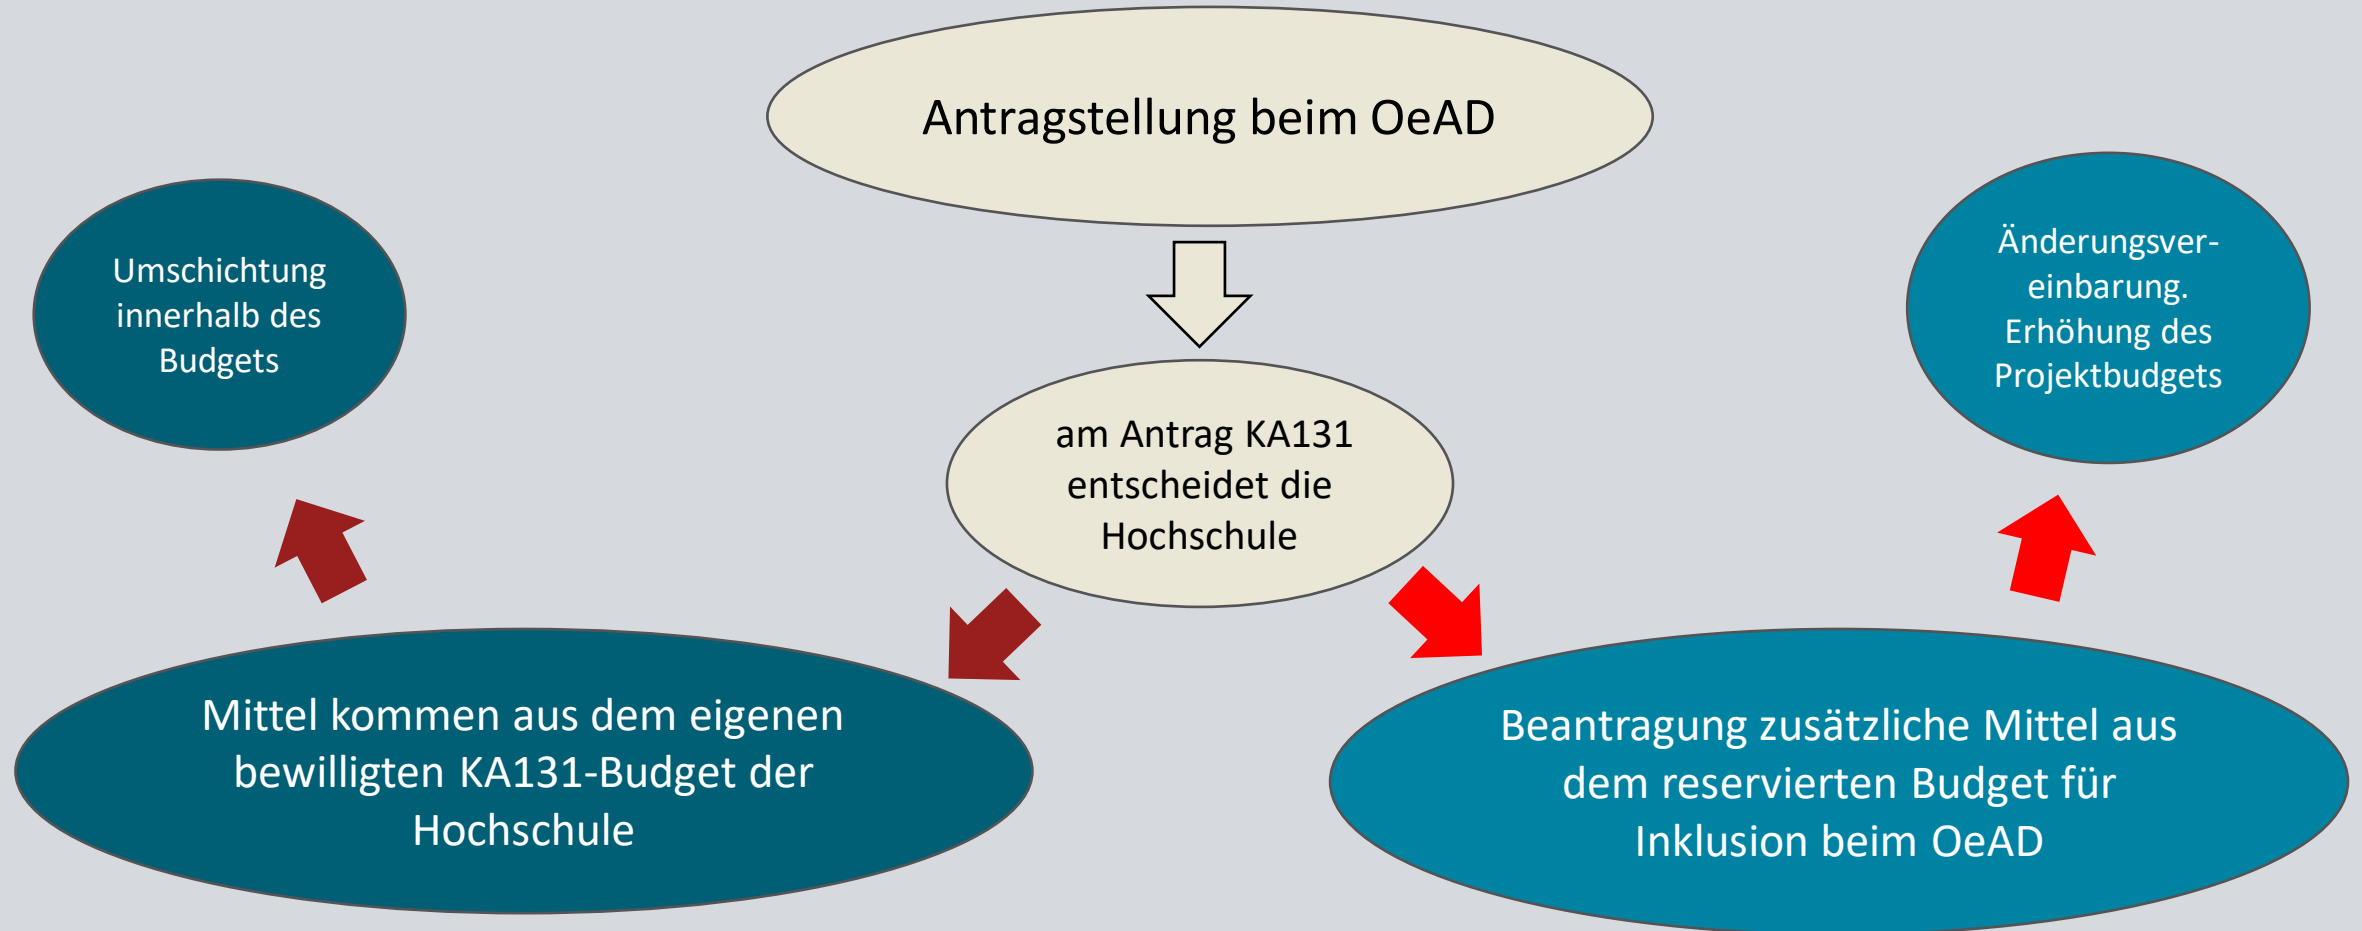 Antragstellung beim OeAD
Umschichtung
innerhalb des
Budgets
Änderungsver-
einbarung.
Erhöhung des
Projektbudgets
am Antrag KA131
entscheidet die
Hochschule
Mittel kommen aus dem eigenen
bewilligten KA131-Budget der
Hochschule
Beantragung zusätzliche Mittel aus
dem reservierten Budget für
Inklusion beim OeAD